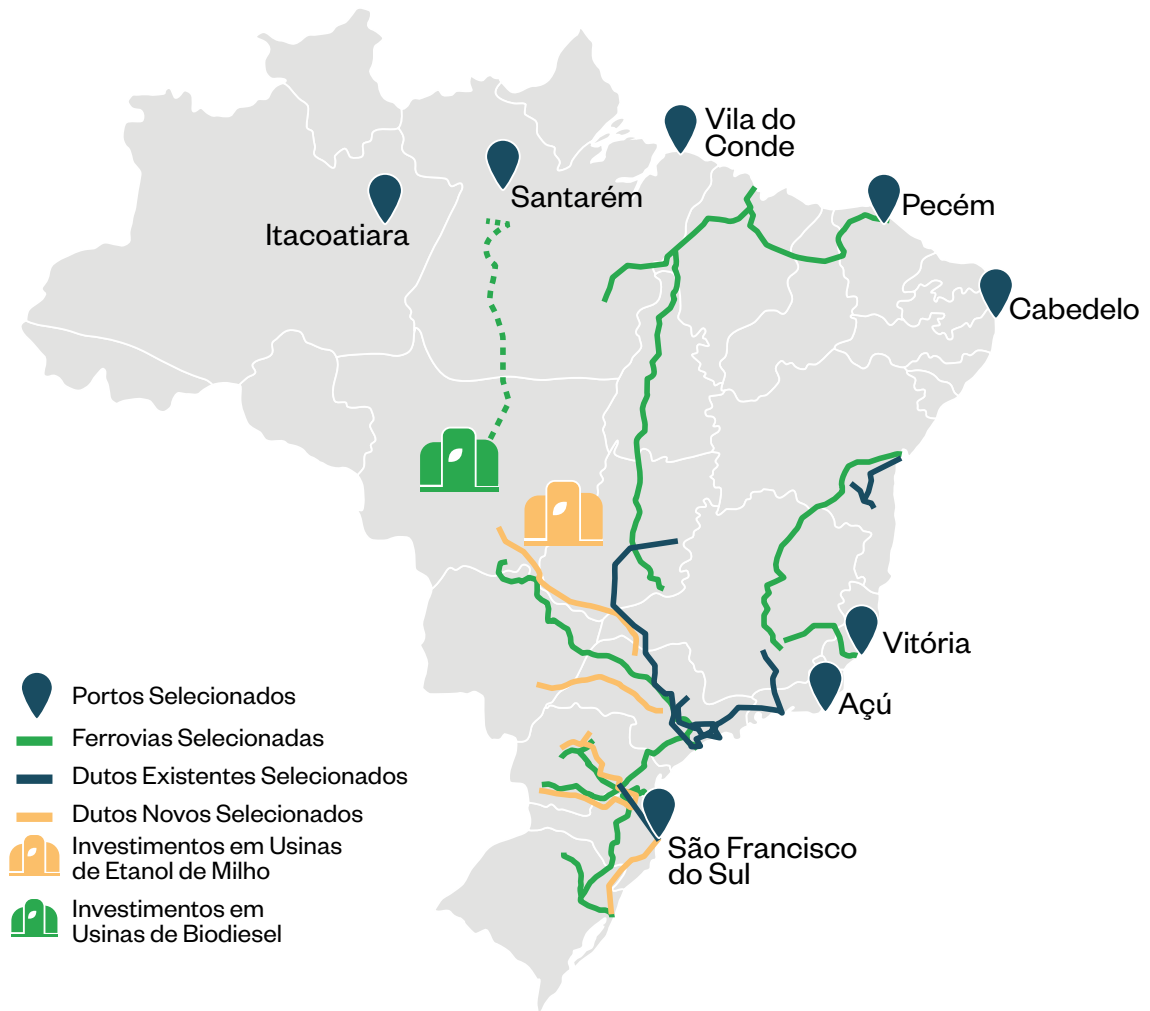 Vila do
Conde
Santarém
Pecém
Itacoatiara
Cabedelo
Vitória
Açú
São Francisco
do Sul
Portos Selecionados
Ferrovias Selecionadas
Dutos Existentes Selecionados
Dutos Novos Selecionados
Investimentos em Usinas
de Etanol de Milho
Investimentos em
Usinas de Biodiesel